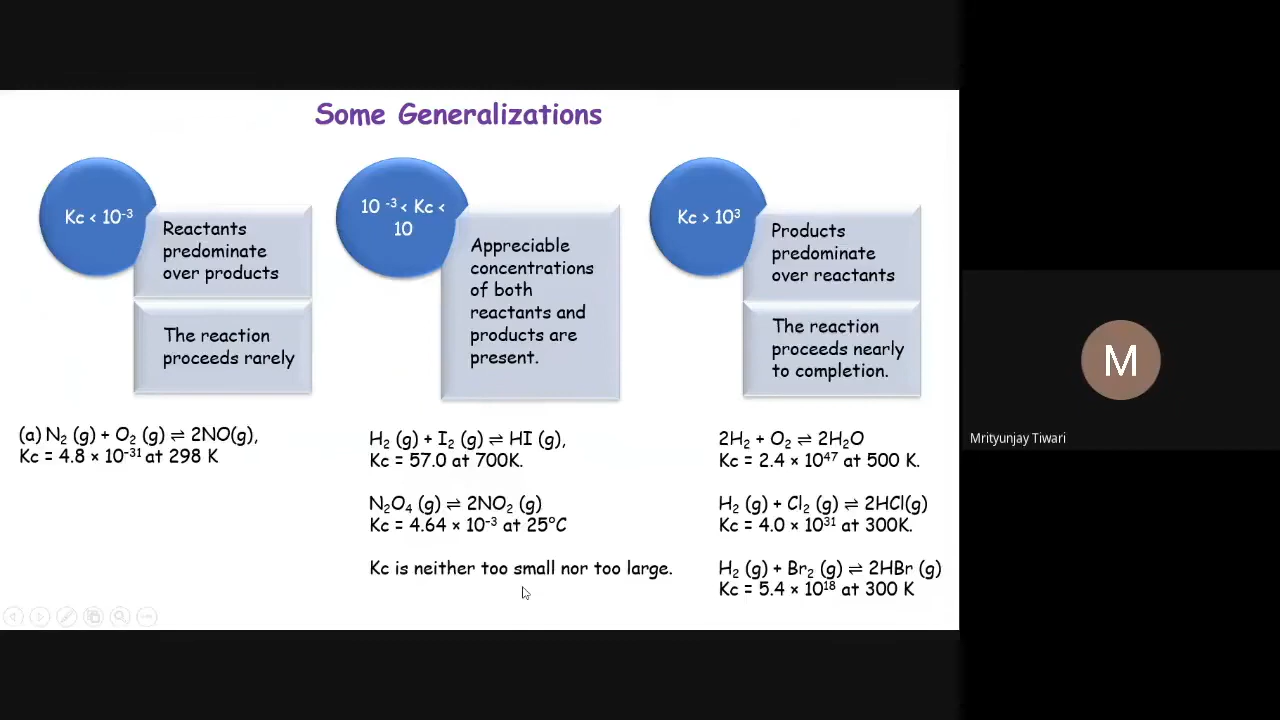 Some Generalizations
Kc < 10⁻³
Reactants
predominate
over products
The reaction
proceeds rarely
(a) N₂ (g) + O₂ (g) ⇌ 2NO(g),
Kc = 4.8 × 10⁻³¹ at 298 K
10 ⁻³ < Kc <
10
Appreciable
concentrations
of both
reactants and
products are
present.
H₂ (g) + I₂ (g) ⇌ HI (g),
Kc = 57.0 at 700K.
N₂O₄ (g) ⇌ 2NO₂ (g)
Kc = 4.64 × 10⁻³ at 25°C
Kc is neither too small nor too large.
Kc > 10³
Products
predominate
over reactants
The reaction
proceeds nearly
to completion.
2H₂ + O₂ ⇌ 2H₂O
Kc = 2.4 × 10⁴⁷ at 500 K.
H₂ (g) + Cl₂ (g) ⇌ 2HCl(g)
Kc = 4.0 × 10³¹ at 300K.
H₂ (g) + Br₂ (g) ⇌ 2HBr (g)
Kc = 5.4 × 10¹⁸ at 300 K
M
Mrityunjay Tiwari